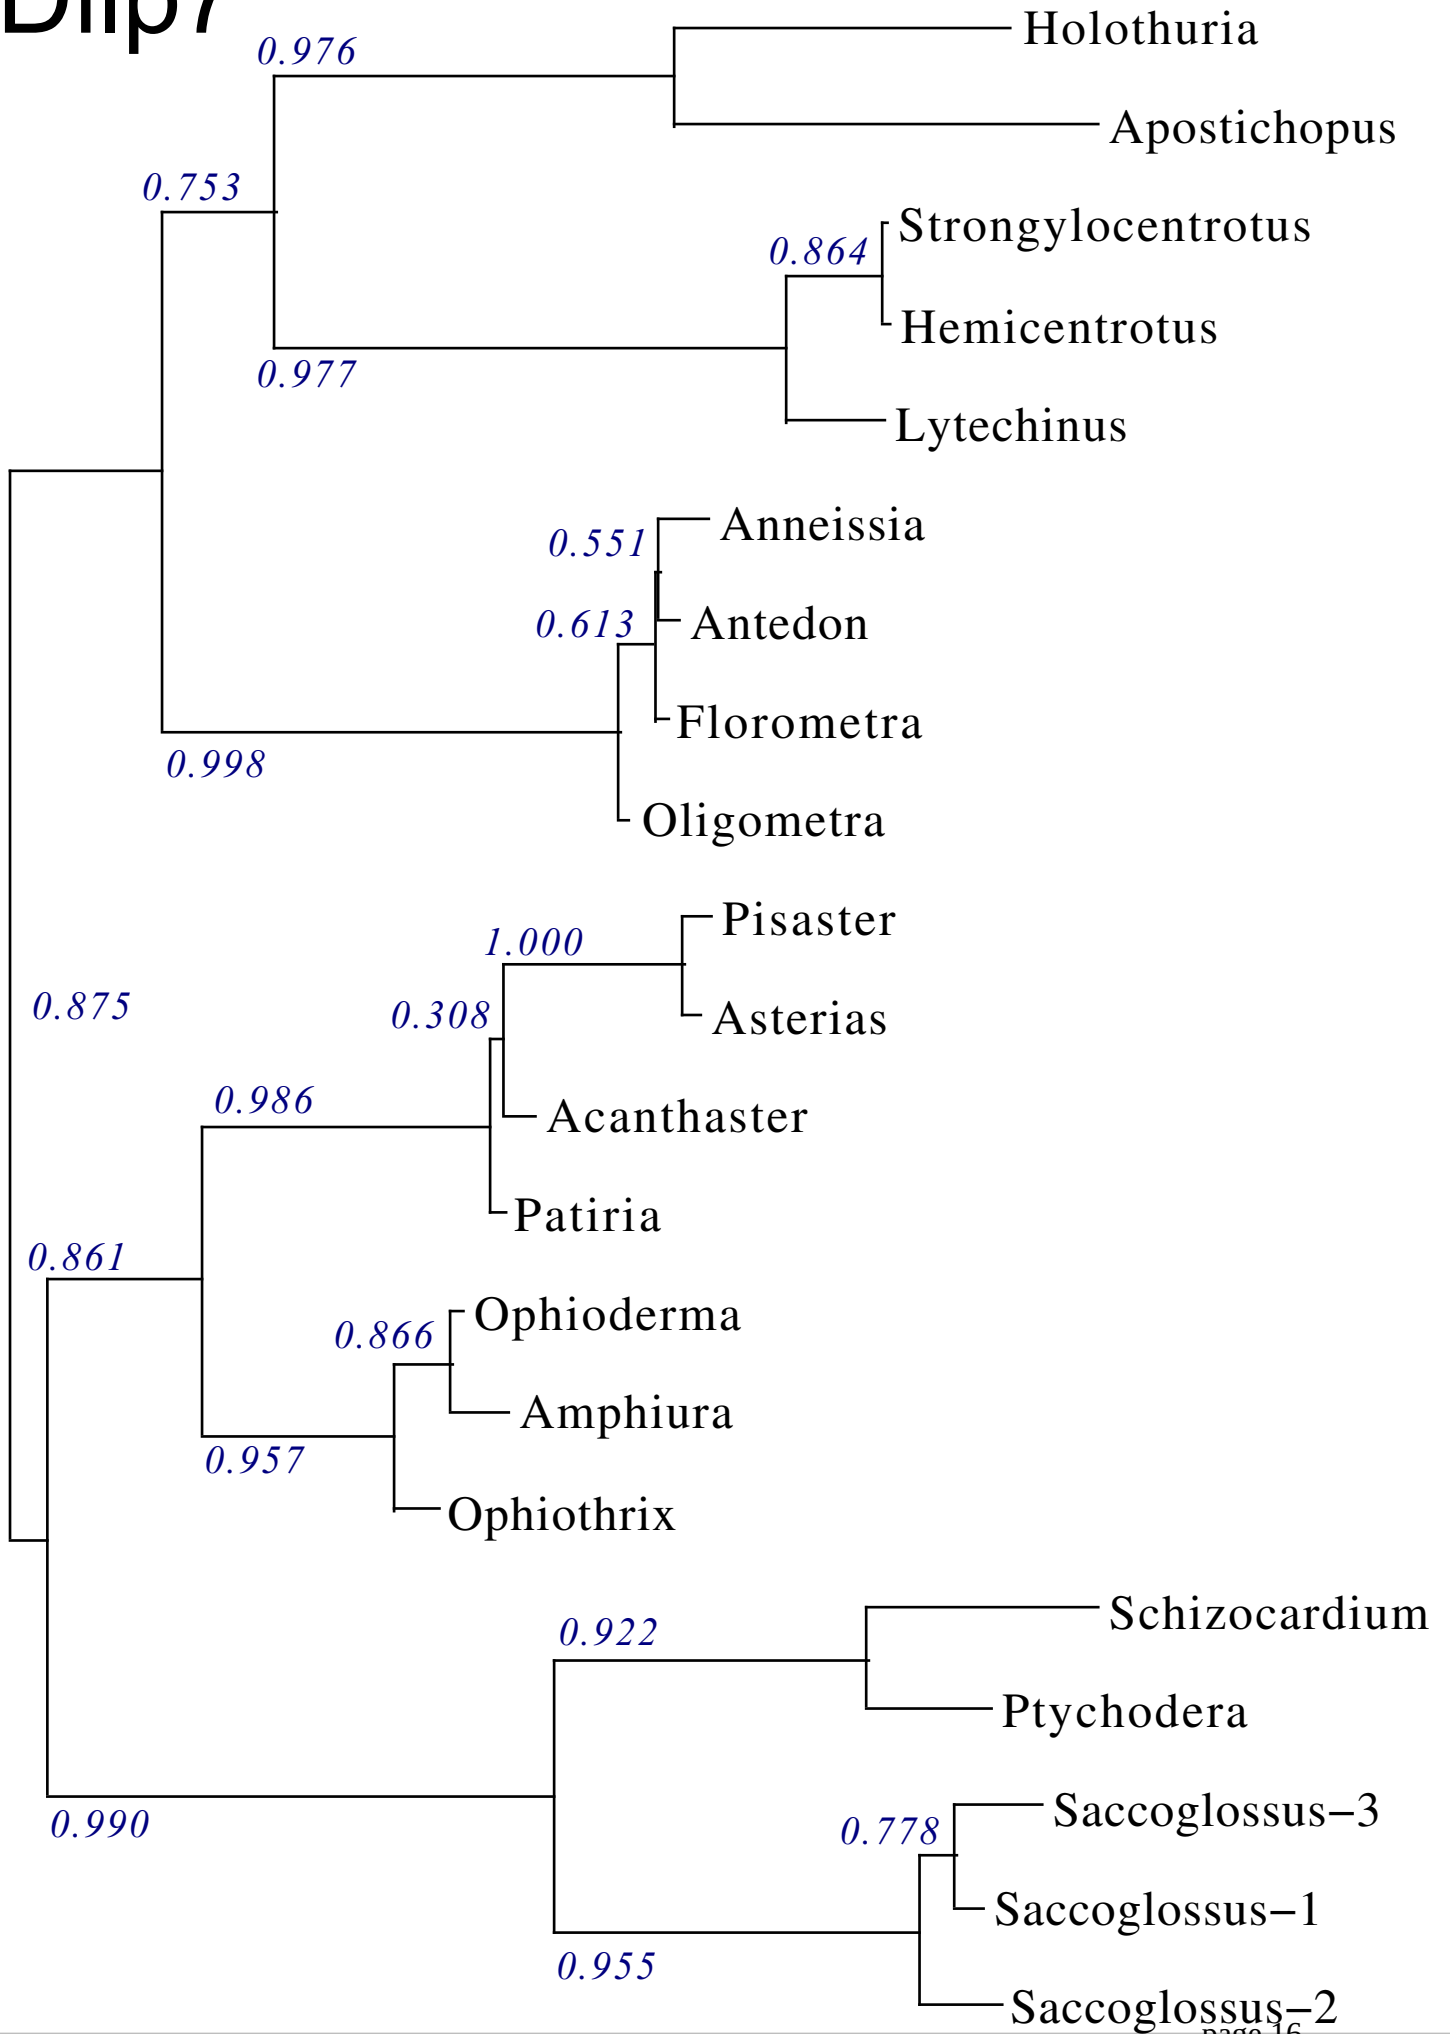 Dilp7
0.976
Holothuria
Apostichopus
0.753
Strongylocentrotus
0.864
Hemicentrotus
0.977
Lytechinus
Anneissia
0.551
Antedon
0.613
Florometra
0.998
Oligometra
Pisaster
1.000
0.875
0.308
Asterias
0.986
Acanthaster
Patiria
0.861
Ophioderma
0.866
Amphiura
0.957
Ophiothrix
Schizocardium
0.922
Ptychodera
0.990
Saccoglossus−3
0.778
Saccoglossus−1
0.955
Saccoglossus−2
page 16